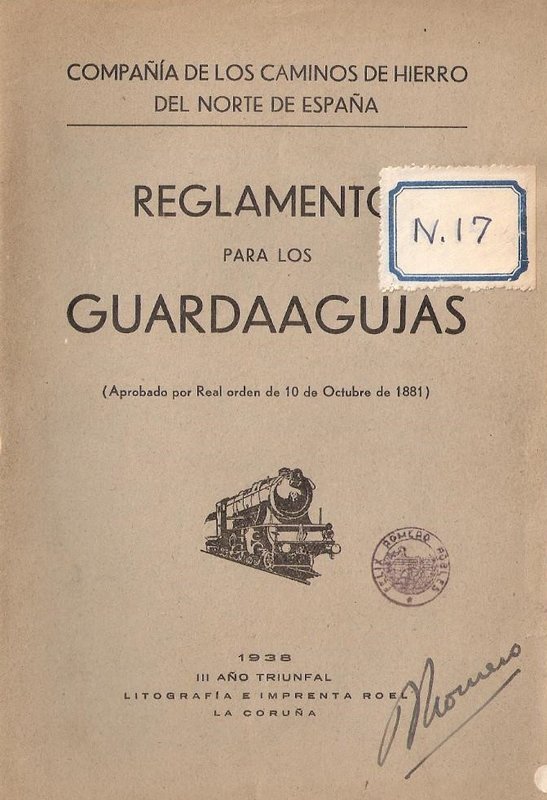 COMPAÑÍA DE LOS CAMINOS DE HIERRO
DEL NORTE DE ESPAÑA
REGLAMENTO
N. 17
PARA LOS
GUARDAAGUJAS
(Aprobado por Real orden de 10 de Octubre de 1881)
FELIX ROMERO ROBLES
1938
III AÑO TRIUNFAL
LITOGRAFÍA E IMPRENTA ROEL
LA CORUÑA
Romero